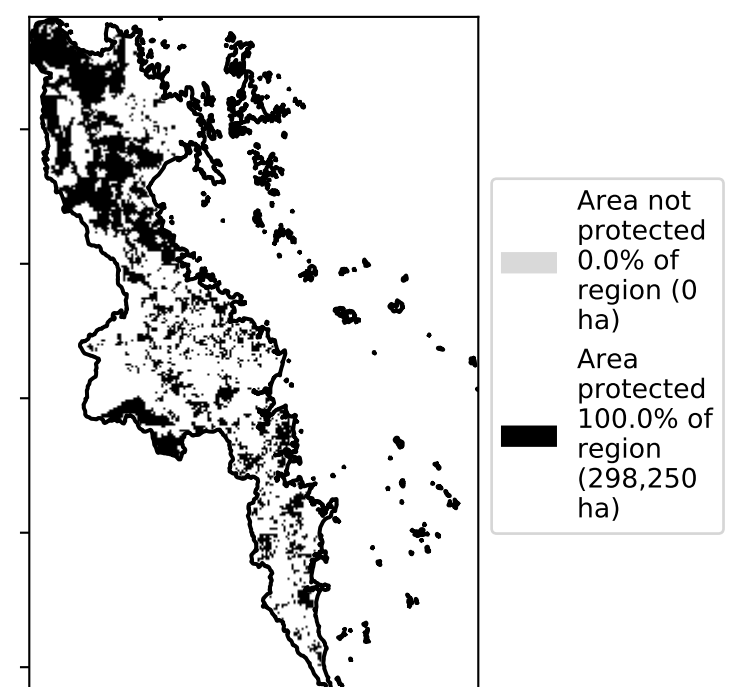 Area not
protected
0.0% of
region (0
ha)
Area
protected
100.0% of
region
(298,250
ha)